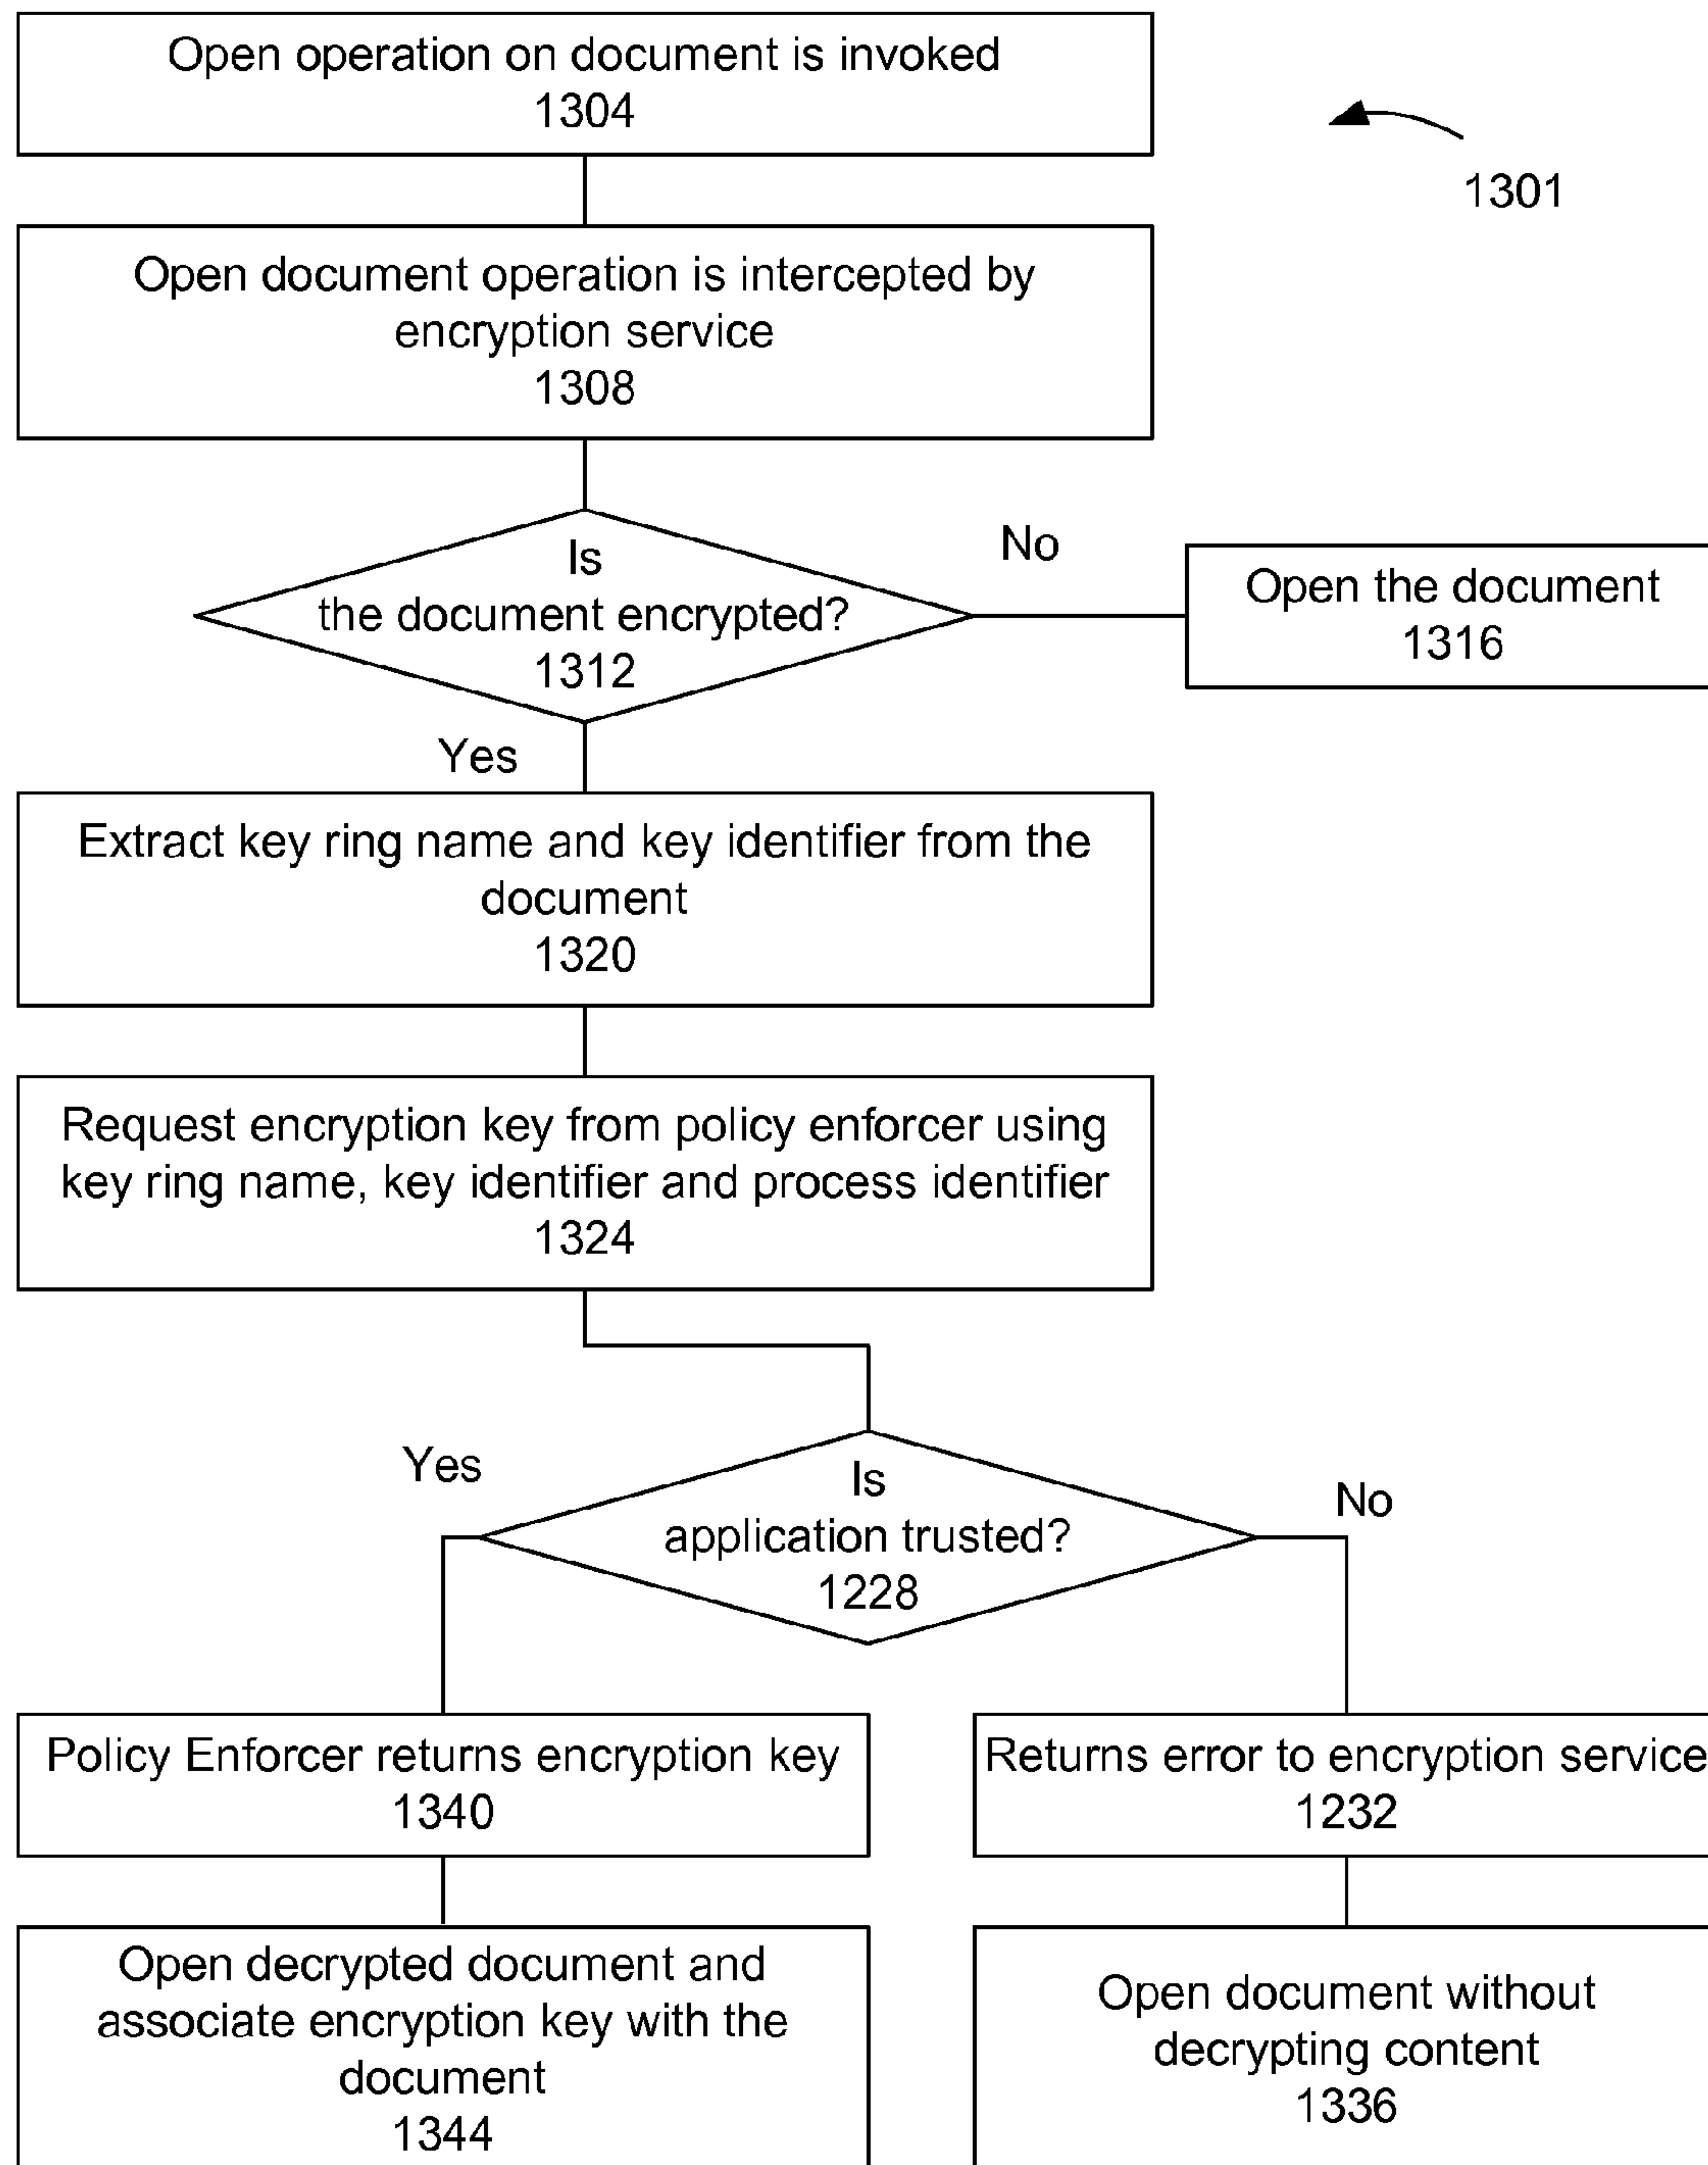 Open operation on document is invoked
1304
1301
Open document operation is intercepted by
encryption service
1308
Is
the document encrypted?
1312
No
Open the document
1316
Yes
Extract key ring name and key identifier from the
document
1320
Request encryption key from policy enforcer using
key ring name, key identifier and process identifier
1324
Yes
Is
application trusted?
1228
No
Policy Enforcer returns encryption key
1340
Returns error to encryption service
1232
Open decrypted document and
associate encryption key with the
document
1344
Open document without
decrypting content
1336